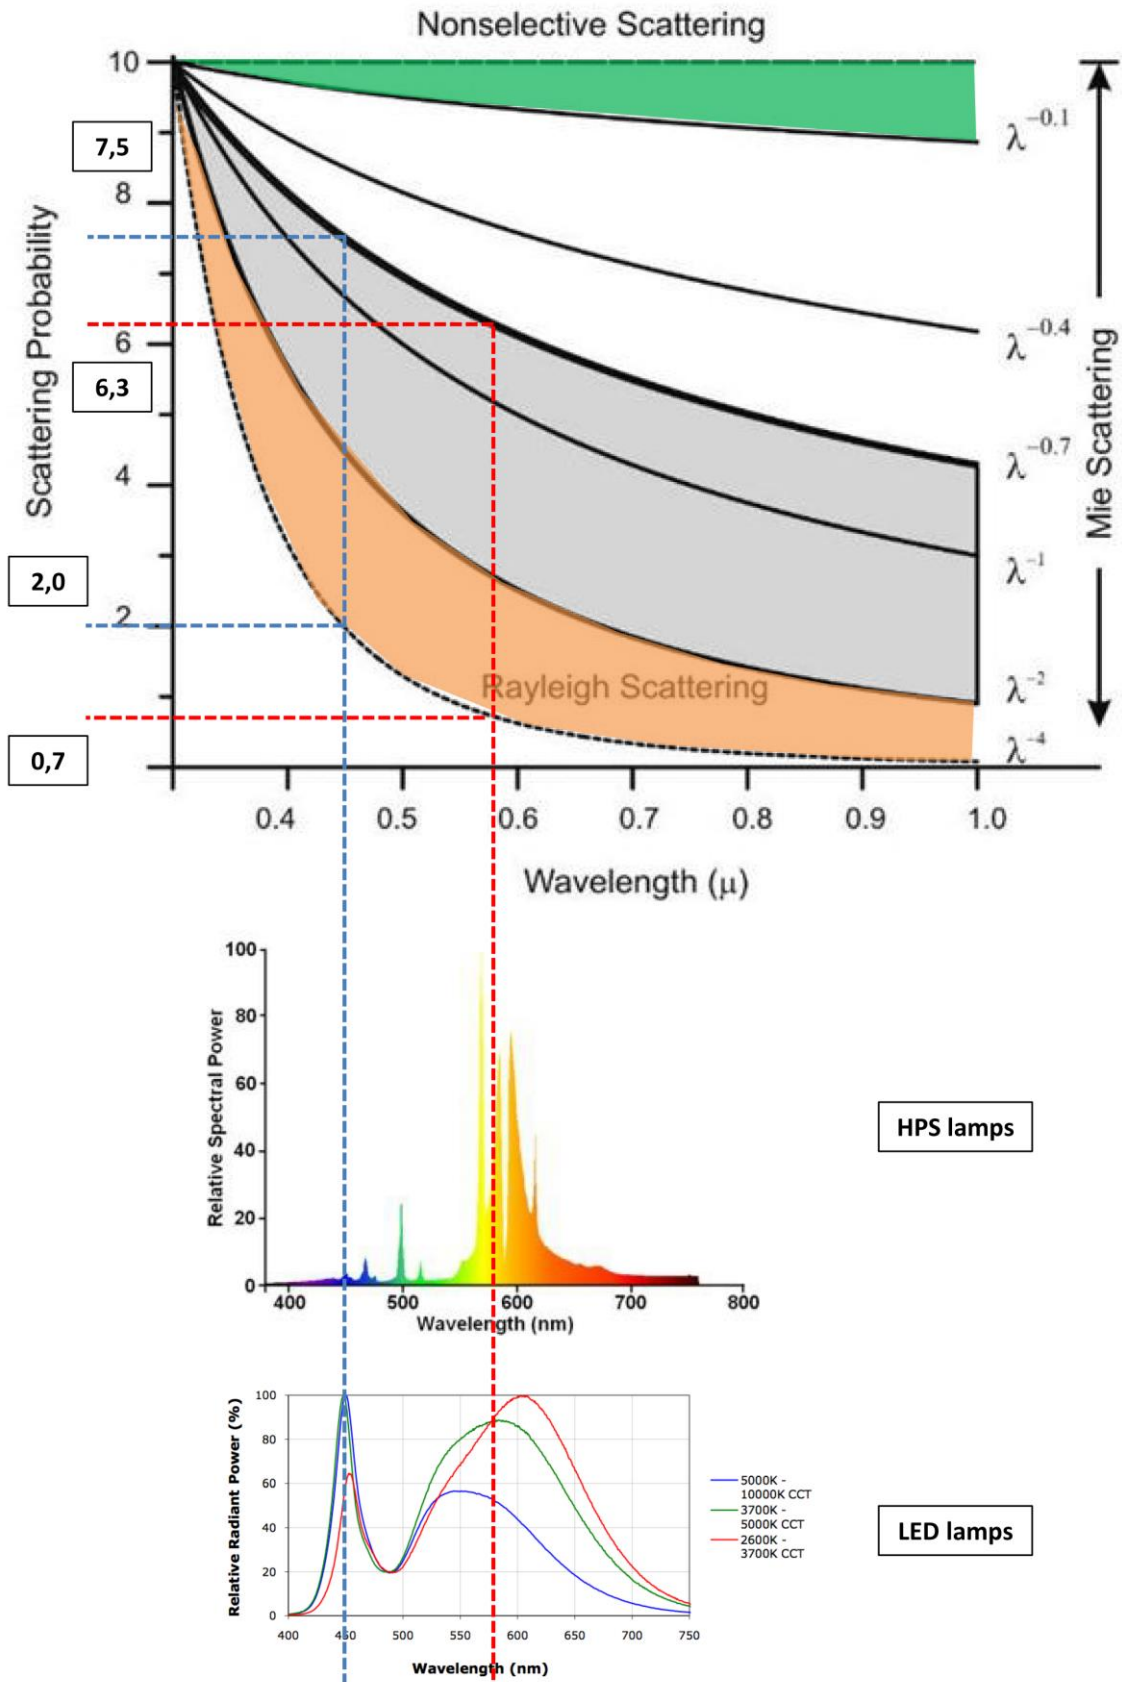 Nonselective Scattering
10
7,5
8
6
6,3
4
2,0
2
0,7
Scattering Probability
λ−0.1
λ−0.4
λ−0.7
λ−1
λ−2
λ−4
Mie Scattering
Rayleigh Scattering
0.4 0.5 0.6 0.7 0.8 0.9 1.0
Wavelength (μ)
100
80
60
40
20
0
Relative Spectral Power
400 500 600 700 800
Wavelength (nm)
HPS lamps
100
80
60
40
20
0
Relative Radiant Power (%)
400 450 500 550 600 650 700 750
Wavelength (nm)
5000K -
10000K CCT
3700K -
5000K CCT
2600K -
3700K CCT
LED lamps